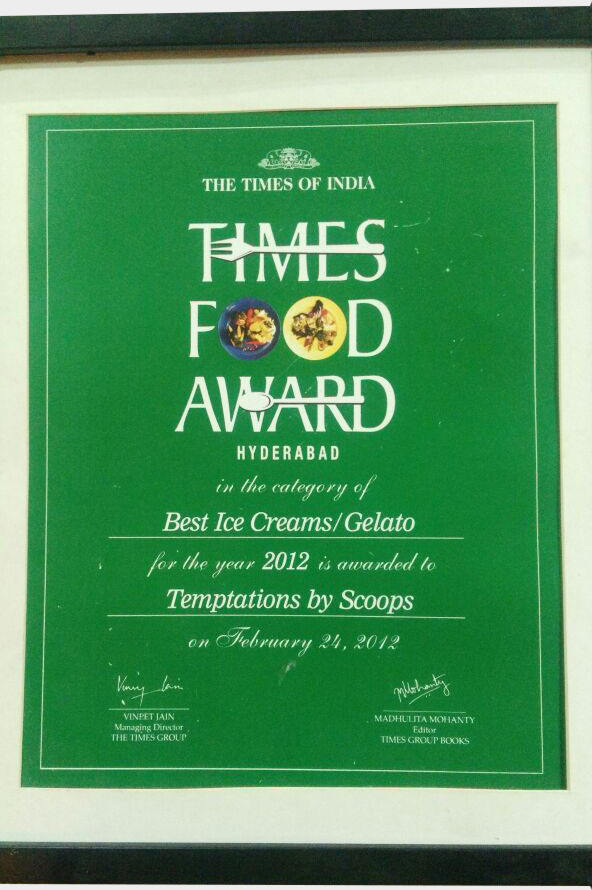 THE TIMES OF INDIA
TIMES
FOOD
AWARD
HYDERABAD
in the category of
Best Ice Creams/Gelato
for the year 2012 is awarded to
Temptations by Scoops
on February 24, 2012
Vineet Jain
VINEET JAIN
Managing Director
THE TIMES GROUP
MMohanty
MADHULITA MOHANTY
Editor
TIMES GROUP BOOKS